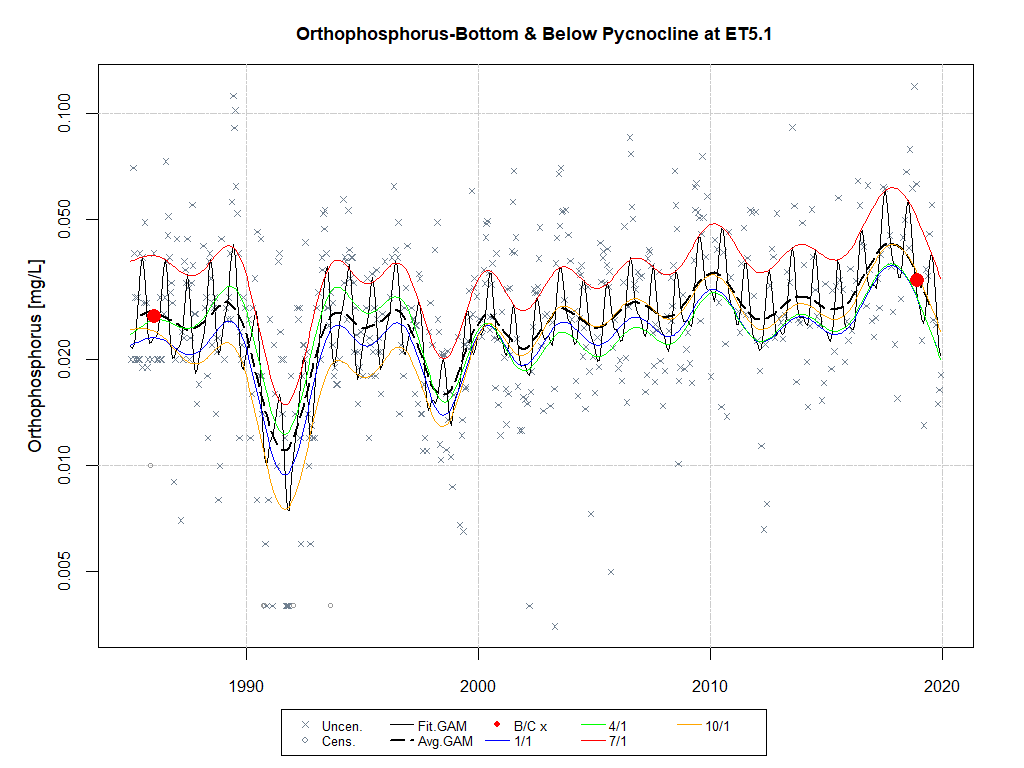 Orthophosphorus-Bottom & Below Pycnocline at ET5.1
Orthophosphorus [mg/L]
0.100
0.050
0.020
0.010
0.005
1990 2000 2010 2020
Uncen. Fit.GAM B/C x 4/1 10/1
Cens. Avg.GAM 1/1 7/1